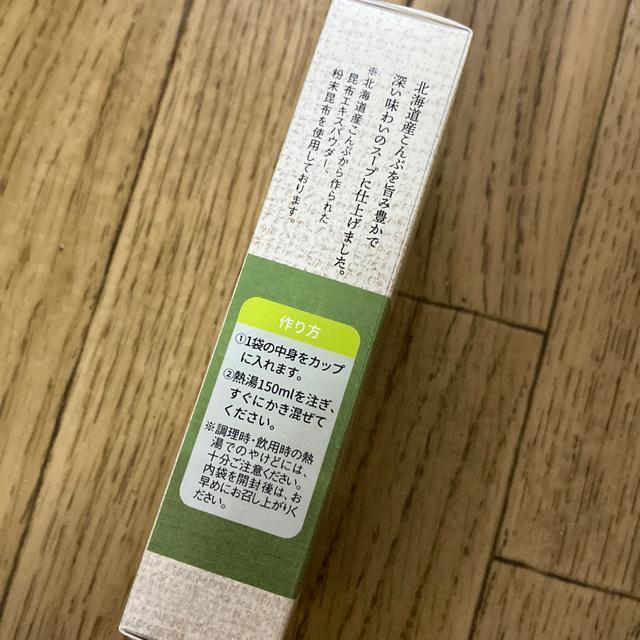 北海道産こんぶを旨み豊かで
深い味わいのスープに仕上げました。
※北海道産こんぶから作られた
昆布エキスパウダー、
粉末昆布を使用しております。
作り方
①1袋の中身をカップ
に入れます。
②熱湯150mlを注ぎ、
すぐにかき混ぜて
ください。
※調理時・飲用時の熱
湯でのやけどには、
十分ご注意ください。
内袋を開封後は、お
早めにお召し上がりく
ださい。